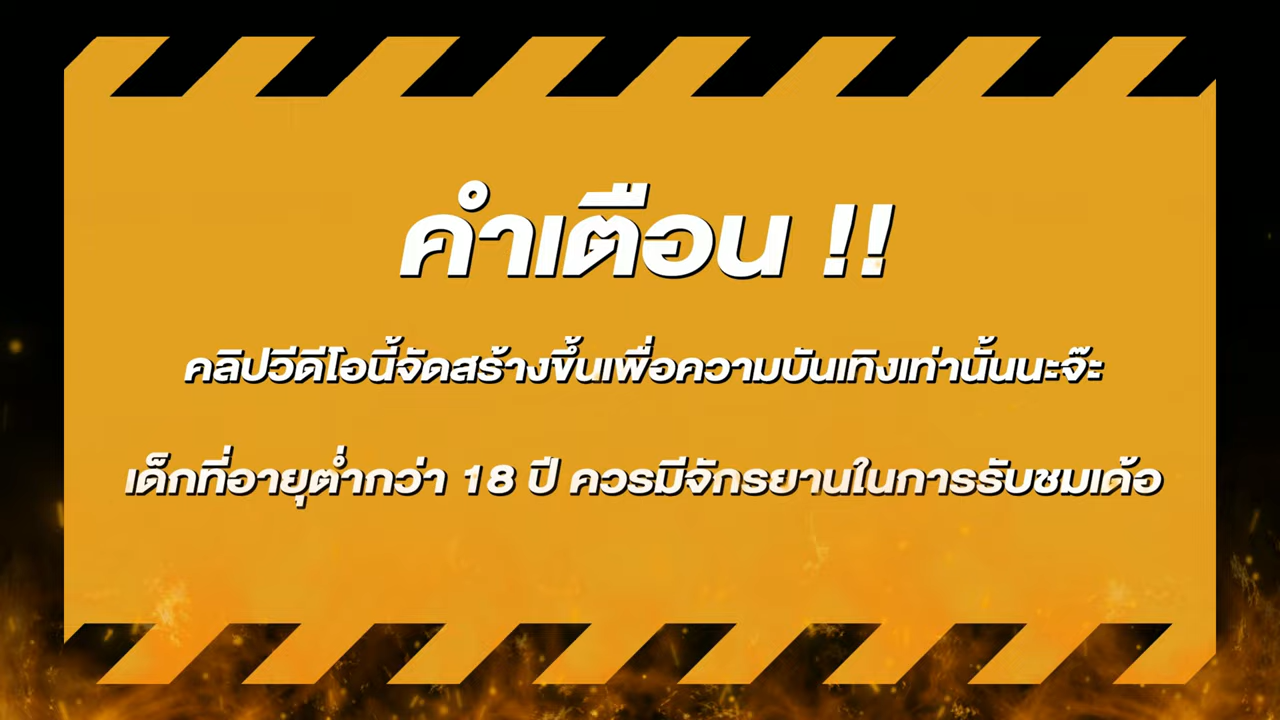 คำเตือน !!
คลิปวีดีโอนี้จัดสร้างขึ้นเพื่อความบันเทิงเท่านั้นนะจ๊ะ
เด็กที่อายุต่ำกว่า 18 ปี ควรมีจักรยานในการรับชมเด้อ